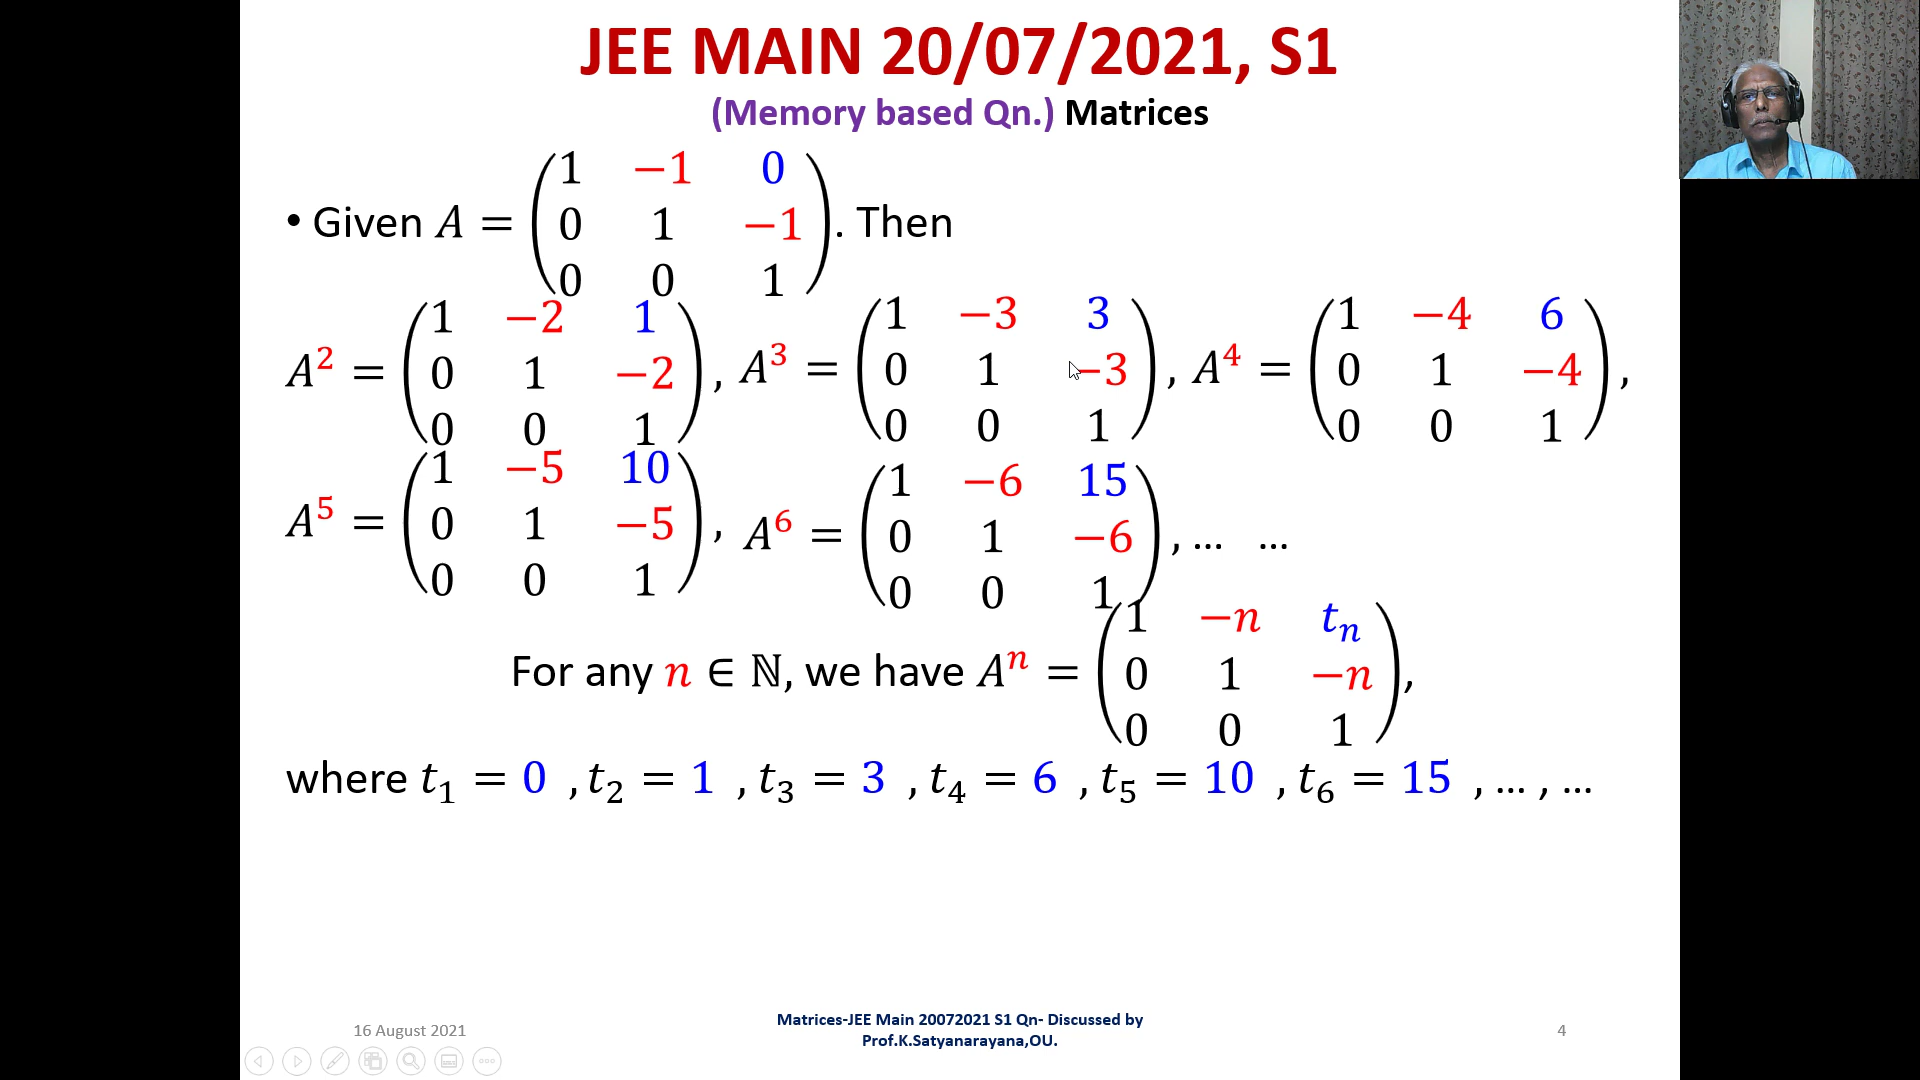 JEE MAIN 20/07/2021, S1
(Memory based Qn.) Matrices
• Given A = (1 −1 0
0 1 −1
0 0 1). Then
A² = (1 −2 1
0 1 −2
0 0 1), A³ = (1 −3 3
0 1 −3
0 0 1), A⁴ = (1 −4 6
0 1 −4
0 0 1),
A⁵ = (1 −5 10
0 1 −5
0 0 1), A⁶ = (1 −6 15
0 1 −6
0 0 1), ... ...
For any n ∈ ℕ, we have Aⁿ = (1 −n tₙ
0 1 −n
0 0 1),
where t₁ = 0 , t₂ = 1 , t₃ = 3 , t₄ = 6 , t₅ = 10 , t₆ = 15 , ... , ...
16 August 2021
Matrices-JEE Main 20072021 S1 Qn- Discussed by
Prof.K.Satyanarayana,OU.
4